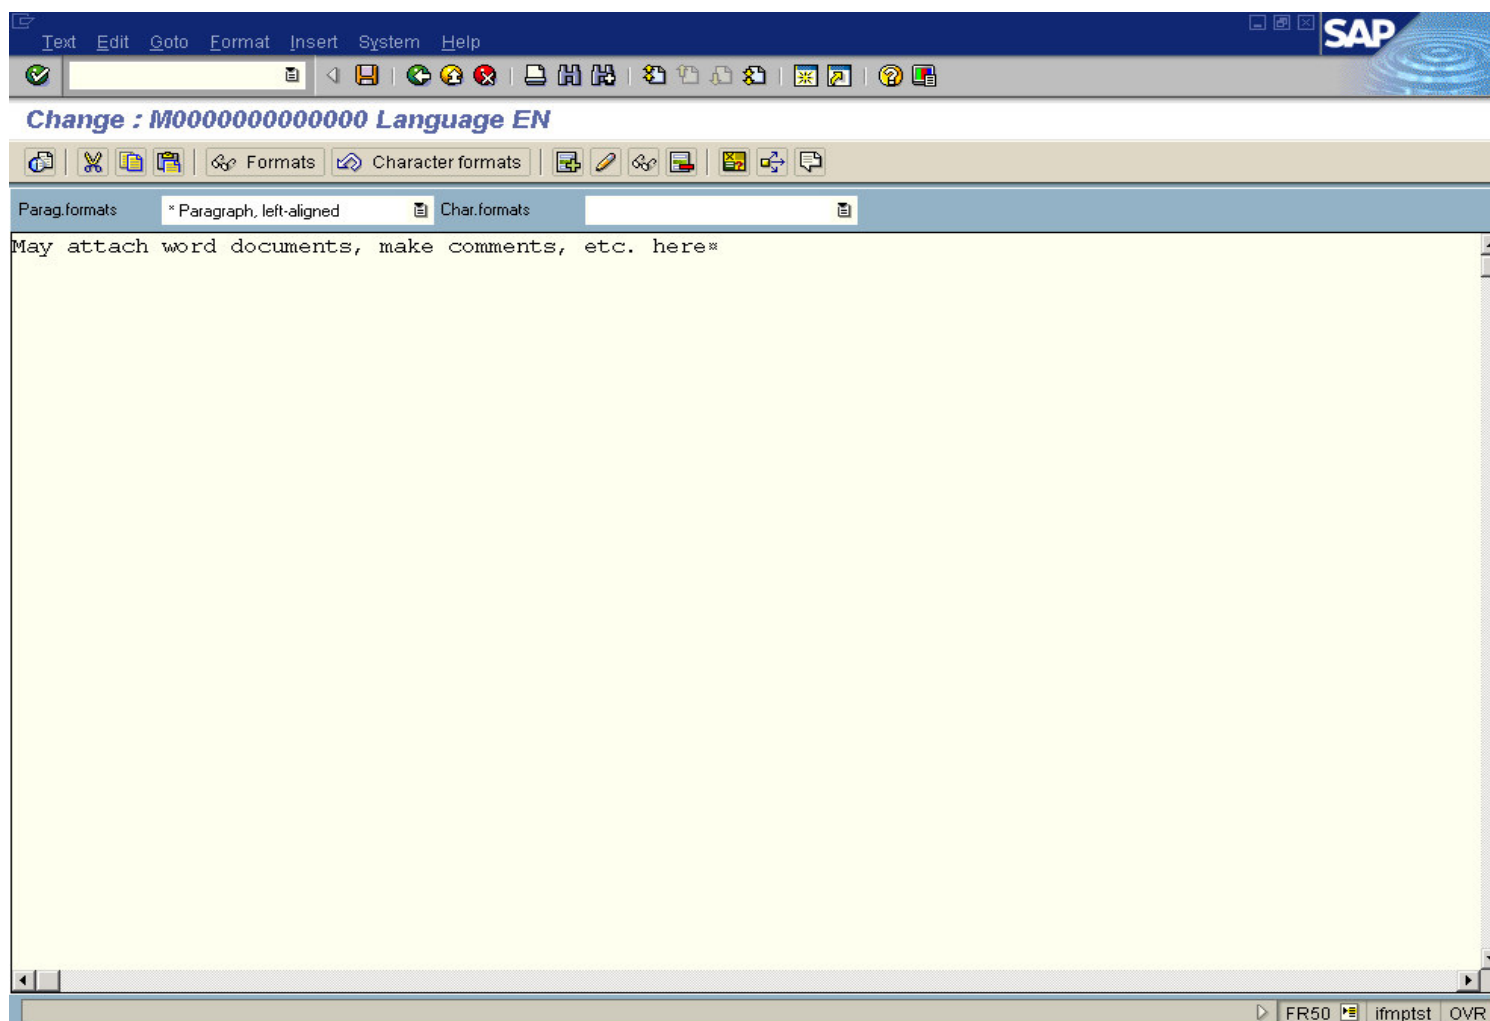 Text Edit Goto Format Insert System Help
SAP
Change : M0000000000000 Language EN
Formats Character formats
Parag.formats * Paragraph, left-aligned Char.formats
May attach word documents, make comments, etc. here¤
FR50 ifmptst OVR